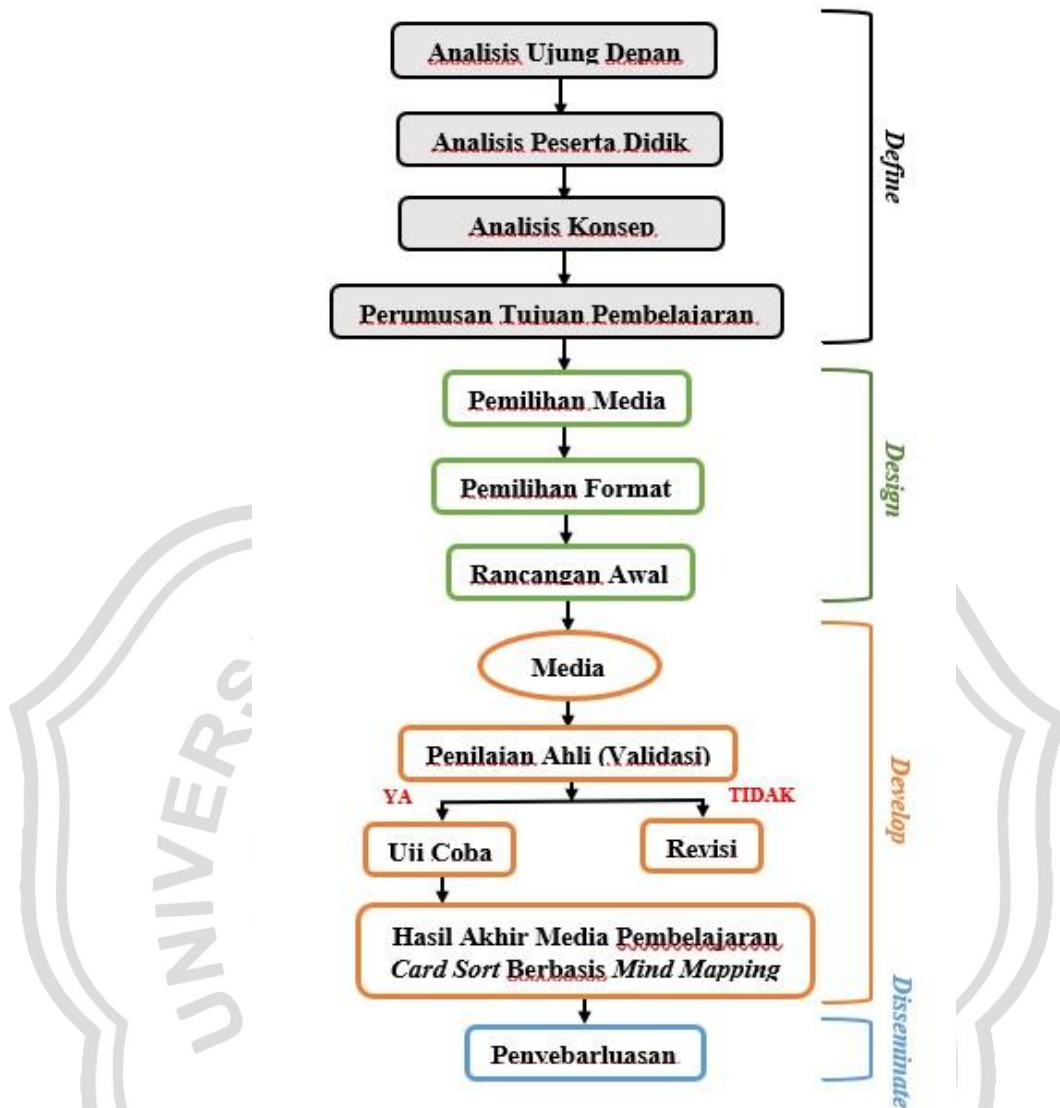 Analisis Ujung Depan
Analisis Peserta Didik
Analisis Konsep
Perumusan Tujuan Pembelajaran
Define
Pemilihan Media
Pemilihan Format
Rancangan Awal
Design
Media
Penilaian Ahli (Validasi)
YA
TIDAK
Uji Coba
Revisi
Hasil Akhir Media Pembelajaran
Card Sort Berbasis Mind Mapping
Develop
Penyebarluasan
Disseminate